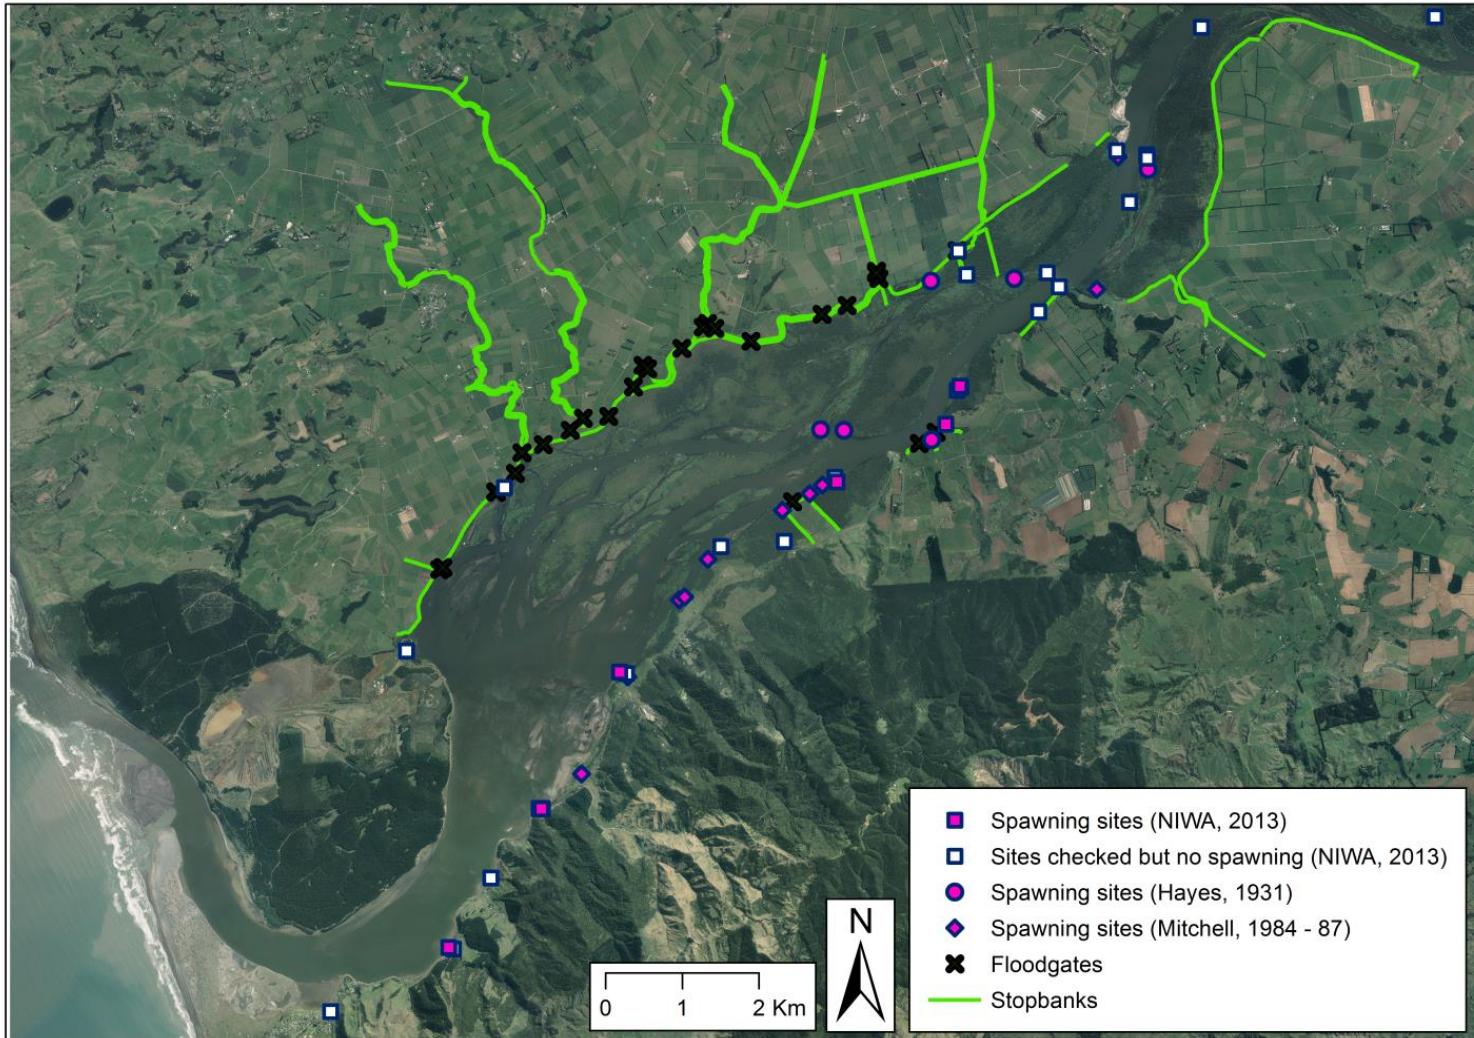 Spawning sites (NIWA, 2013)
Sites checked but no spawning (NIWA, 2013)
Spawning sites (Hayes, 1931)
Spawning sites (Mitchell, 1984 - 87)
Floodgates
Stopbanks
N
0 1 2 Km